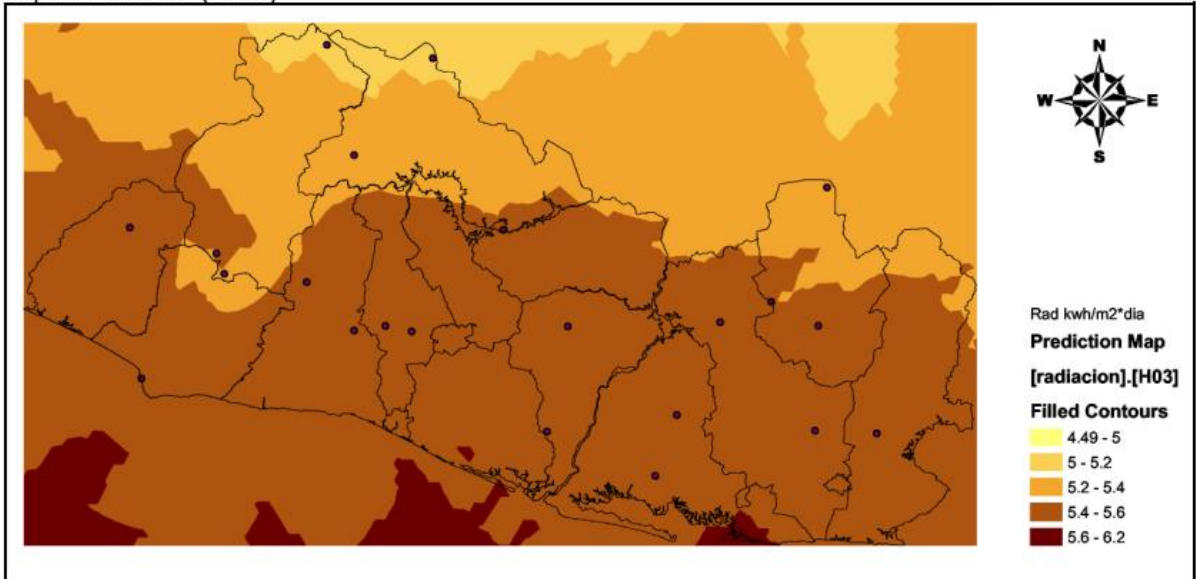 N
W E
S
Rad kwh/m2*dia
Prediction Map
[radiacion].[H03]
Filled Contours
4.49 - 5
5 - 5.2
5.2 - 5.4
5.4 - 5.6
5.6 - 6.2